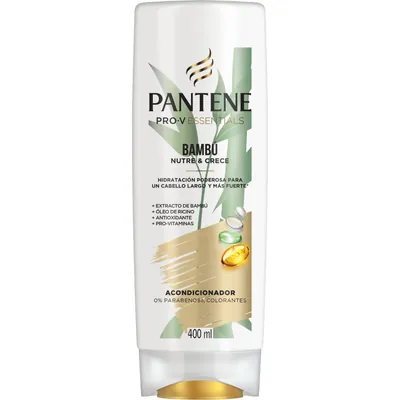 PANTENE
PRO-V ESSENTIALS
BAMBÚ
NUTRE & CRECE
HIDRATACIÓN PODEROSA PARA
UN CABELLO LARGO Y MÁS FUERTE*
+ EXTRACTO DE BAMBÚ
+ ÓLEO DE RICINO
+ ANTIOXIDANTE
+ PRO-VITAMINAS
ACONDICIONADOR
0% PARABENOS & COLORANTES
400 ml